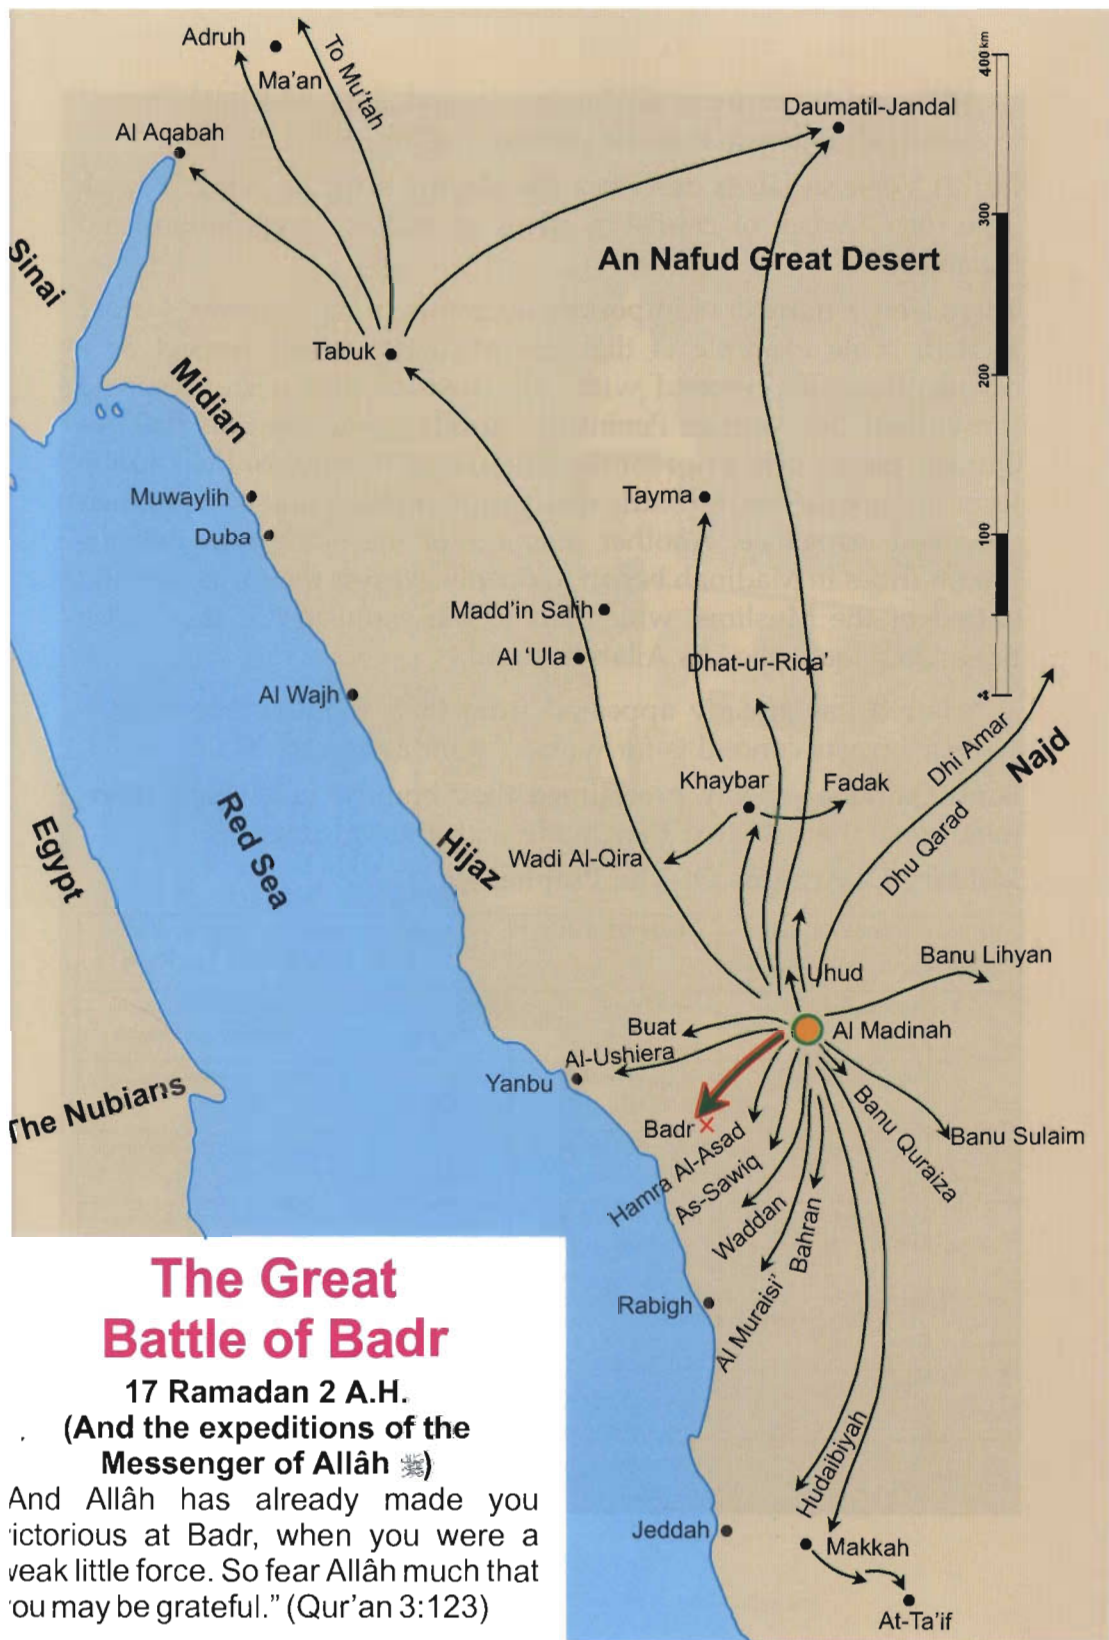 Adruh
Ma'an
To Mu'tah
Al Aqabah
Daumatil-Jandal
400 km
300
200
100
Sinai
An Nafud Great Desert
Tabuk
Midian
Muwaylih
Duba
Tayma
Madd'in Salih
Al 'Ula
Dhat-ur-Riqa'
Al Wajh
Khaybar
Fadak
Dhi Amar
Najd
Red Sea
Egypt
Hijaz
Wadi Al-Qira
Dhu Qarad
Uhud
Banu Lihyan
Buat
Al Madinah
Al-Ushiera
Yanbu
The Nubians
Badr
Banu Quraiza
Banu Sulaim
Hamra Al-Asad
As-Sawiq
Waddan
Bahran
Al Muraisi'
Rabigh
Hudaibiyah
Jeddah
Makkah
At-Ta'if
The Great
Battle of Badr
17 Ramadan 2 A.H.
(And the expeditions of the
Messenger of Allâh ﷺ)
And Allâh has already made you
ictorious at Badr, when you were a
weak little force. So fear Allâh much that
ou may be grateful." (Qur'an 3:123)